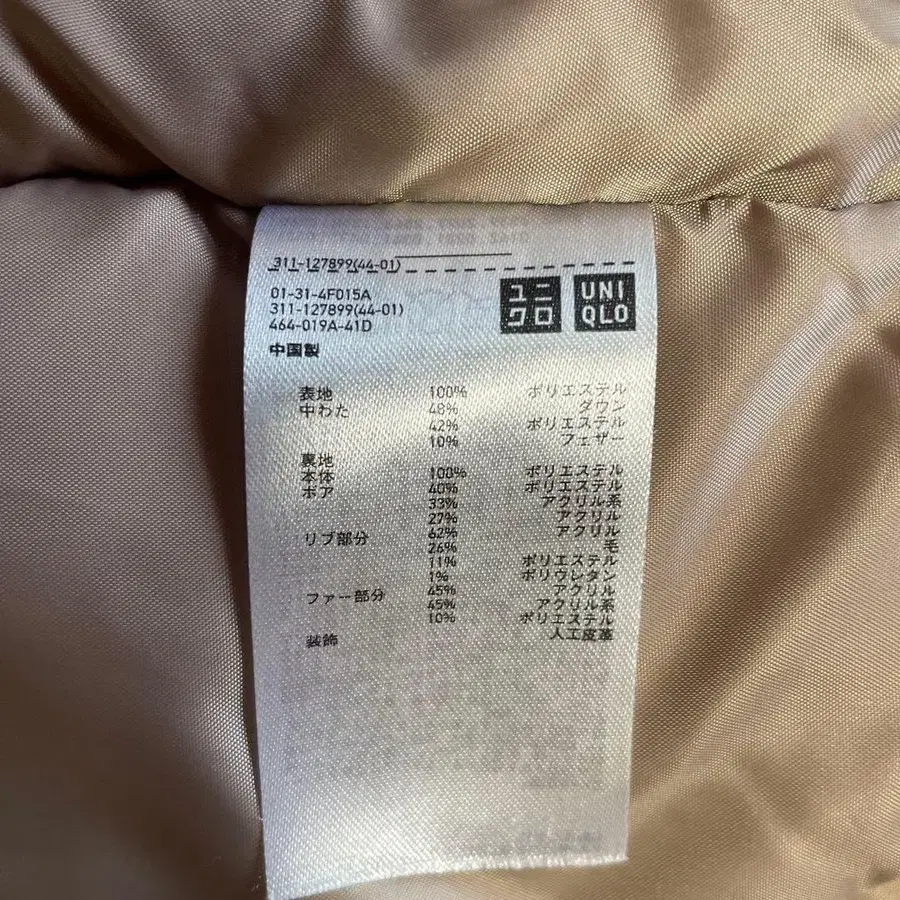 311-127899(44-01)
01-31-4F015A
311-127899(44-01)
464-019A-41D
中国製
ユニ
クロ
UNI
QLO
表地 100% ポリエステル
中わた 48% ダウン
42% ポリエステル
10% フェザー
裏地
本体 100% ポリエステル
ボア 40% ポリエステル
33% アクリル系
27% アクリル
リブ部分 62% アクリル
26% 毛
11% ポリエステル
1% ポリウレタン
ファー部分 45% アクリル
45% アクリル系
10% ポリエステル
装飾 人工皮革